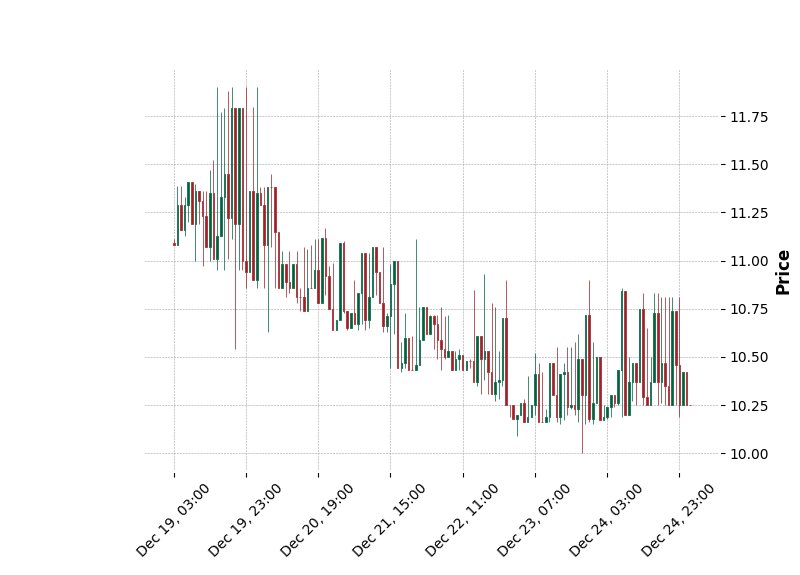 11.75
11.50
11.25
11.00
10.75
10.50
10.25
10.00
Price
Dec 19, 03:00
Dec 19, 23:00
Dec 20, 19:00
Dec 21, 15:00
Dec 22, 11:00
Dec 23, 07:00
Dec 24, 03:00
Dec 24, 23:00